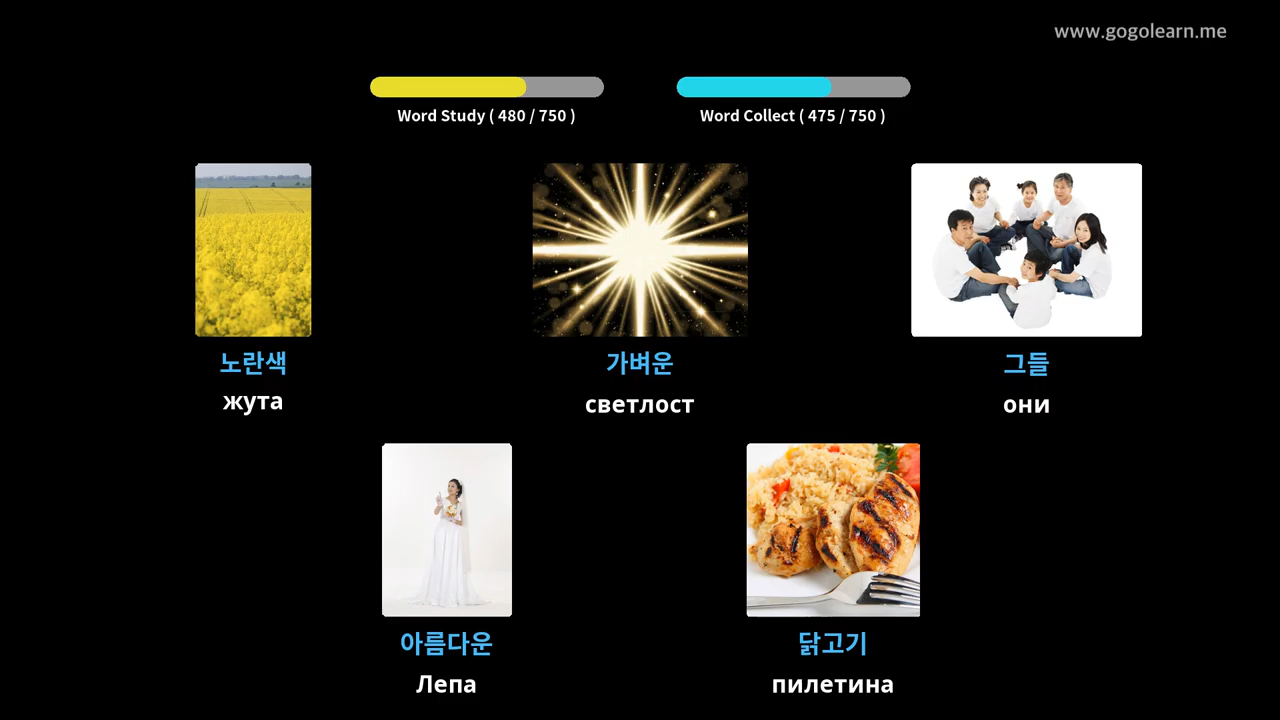 www.gogolearn.me
Word Study ( 480 / 750 )
Word Collect ( 475 / 750 )
노란색
жута
가벼운
светлост
그들
они
아름다운
Лепа
닭고기
пилетина